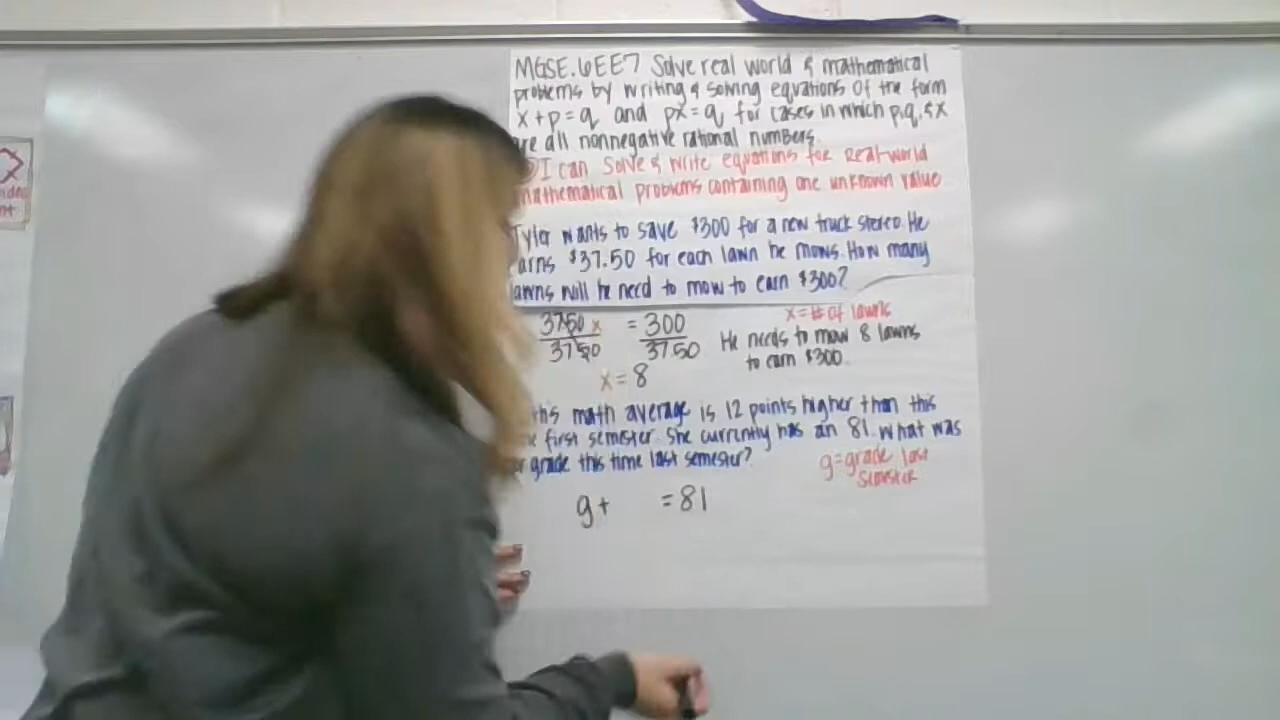 MGSE.6EE7 Solve real world & mathematical
problems by writing & solving equations of the form
x+p=q and px=q for cases in which p,q,&x
are all nonnegative rational numbers.
I can solve & write equations for real-world
mathematical problems containing one unknown value
Tyler wants to save $300 for a new truck stereo. He
arns $37.50 for each lawn he mows. How many
lawns will he need to mow to earn $300?
x=# of lawns
37.50 x = 300
37.50 37.50
He needs to mow 8 lawns
to earn $300.
x=8
th's math average is 12 points higher than this
first semester. She currently has an 81. What was
r grade this time last semester?
g=grade last
semester
g+ =81